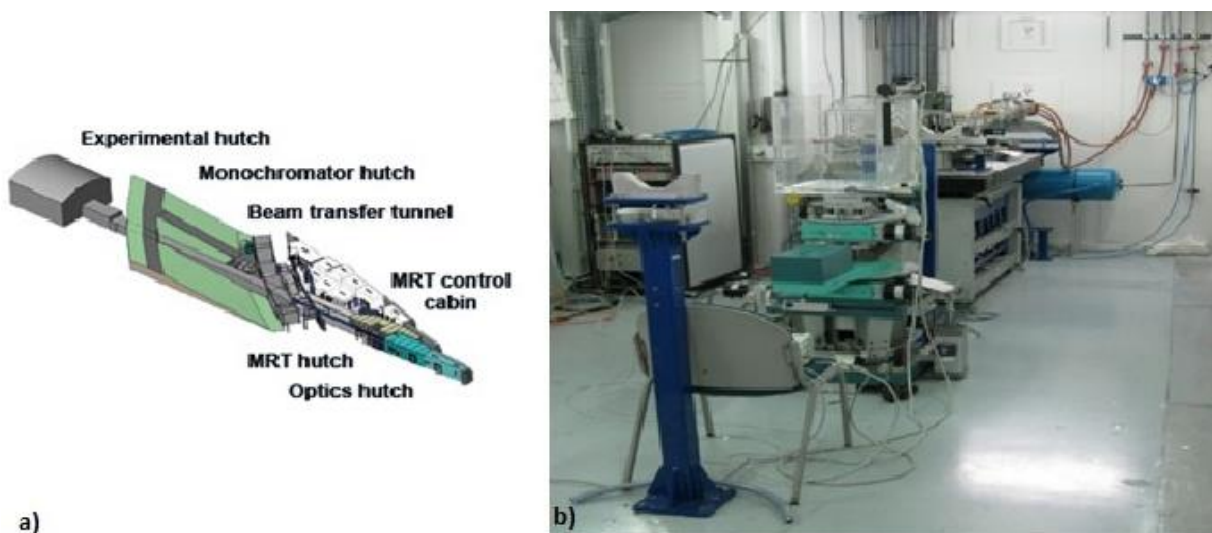 Experimental hutch
Monochromator hutch
Beam transfer tunnel
MRT control
cabin
MRT hutch
Optics hutch
a)
b)